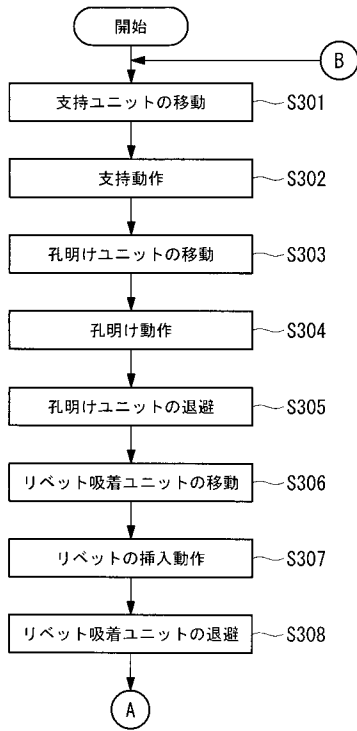 開始
B
支持ユニットの移動 S301
支持動作 S302
孔明けユニットの移動 S303
孔明け動作 S304
孔明けユニットの退避 S305
リベット吸着ユニットの移動 S306
リベットの挿入動作 S307
リベット吸着ユニットの退避 S308
A